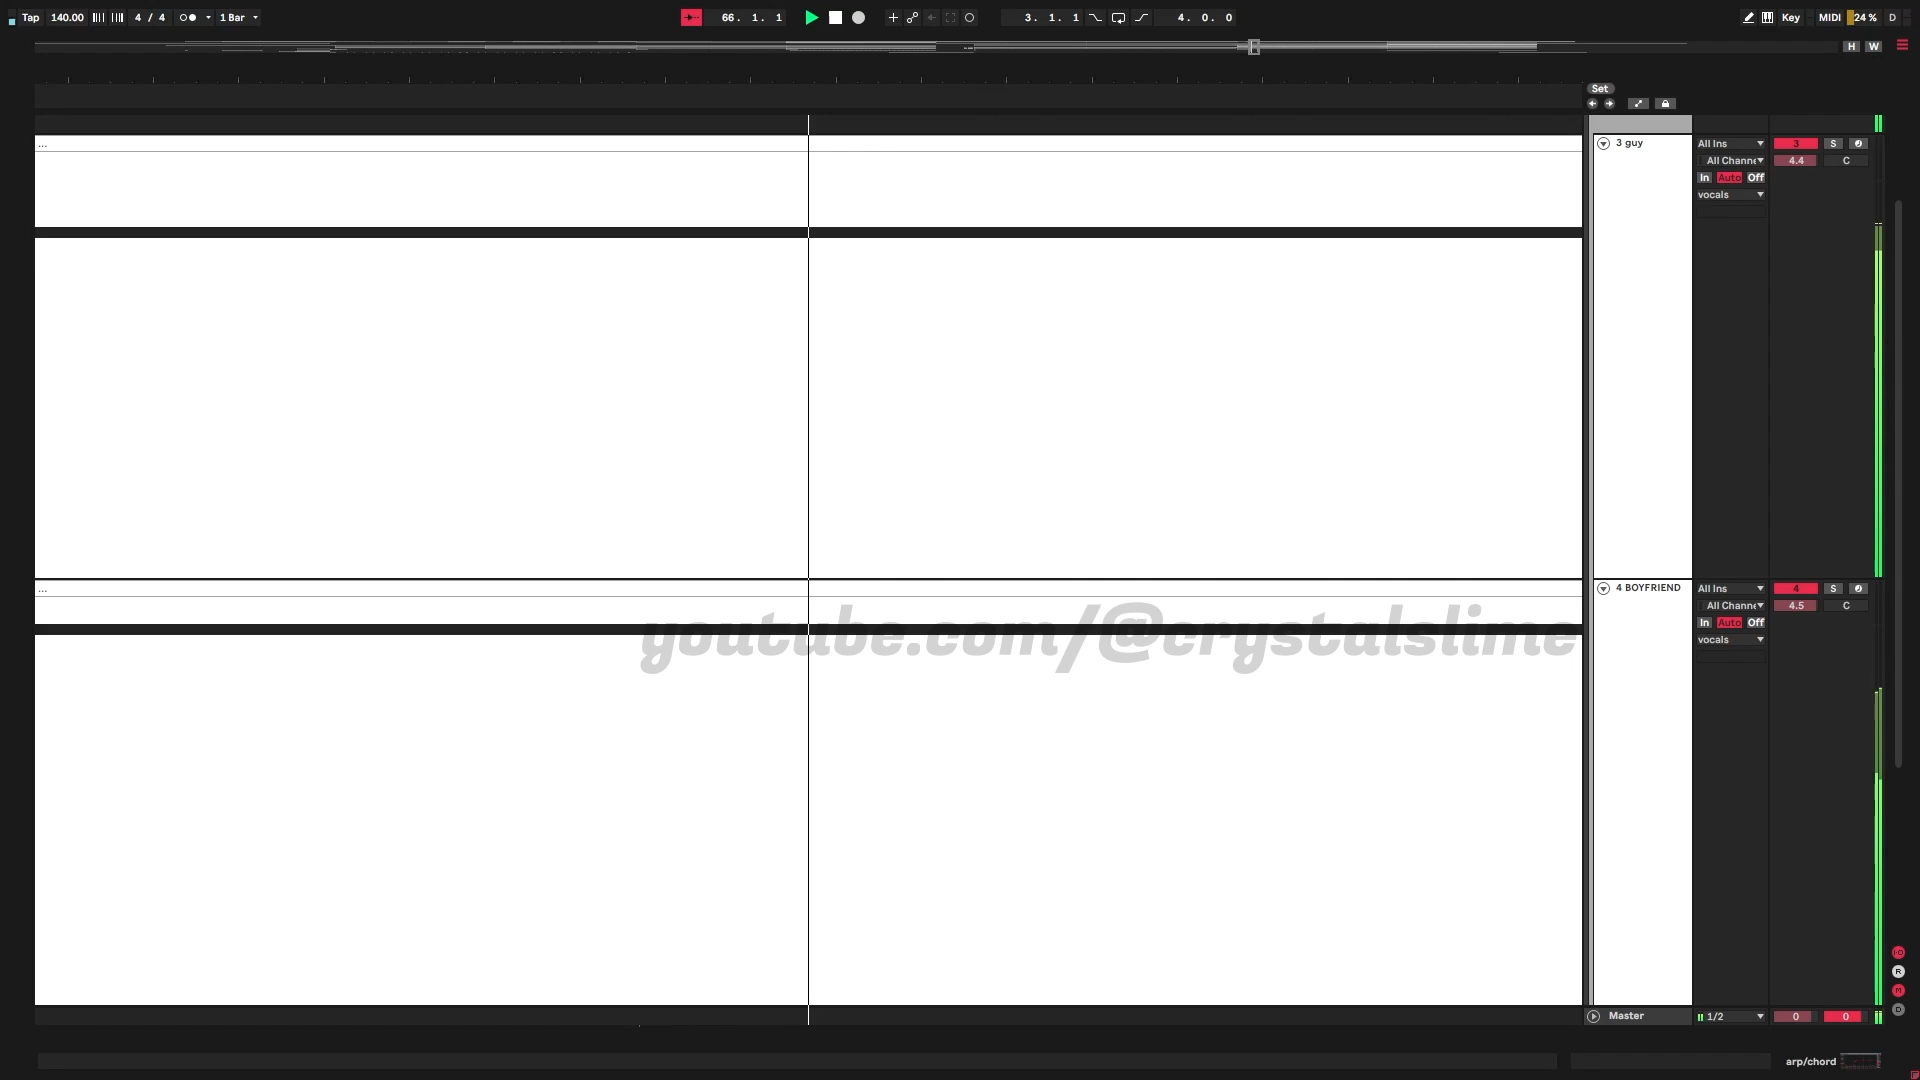 Tap 140.00 4 / 4 1 Bar 66. 1. 1 3. 1. 1 4. 0. 0 Key MIDI 24 % D
H W
Set
...
3 guy All Ins 3 S
All Channe 4.4 C
In Auto Off
vocals
...
4 BOYFRIEND All Ins 4 S
All Channe 4.5 C
In Auto Off
vocals
youtube.com/@crystalslime
R
M
D
Master 1/2 0 0
arp/chord